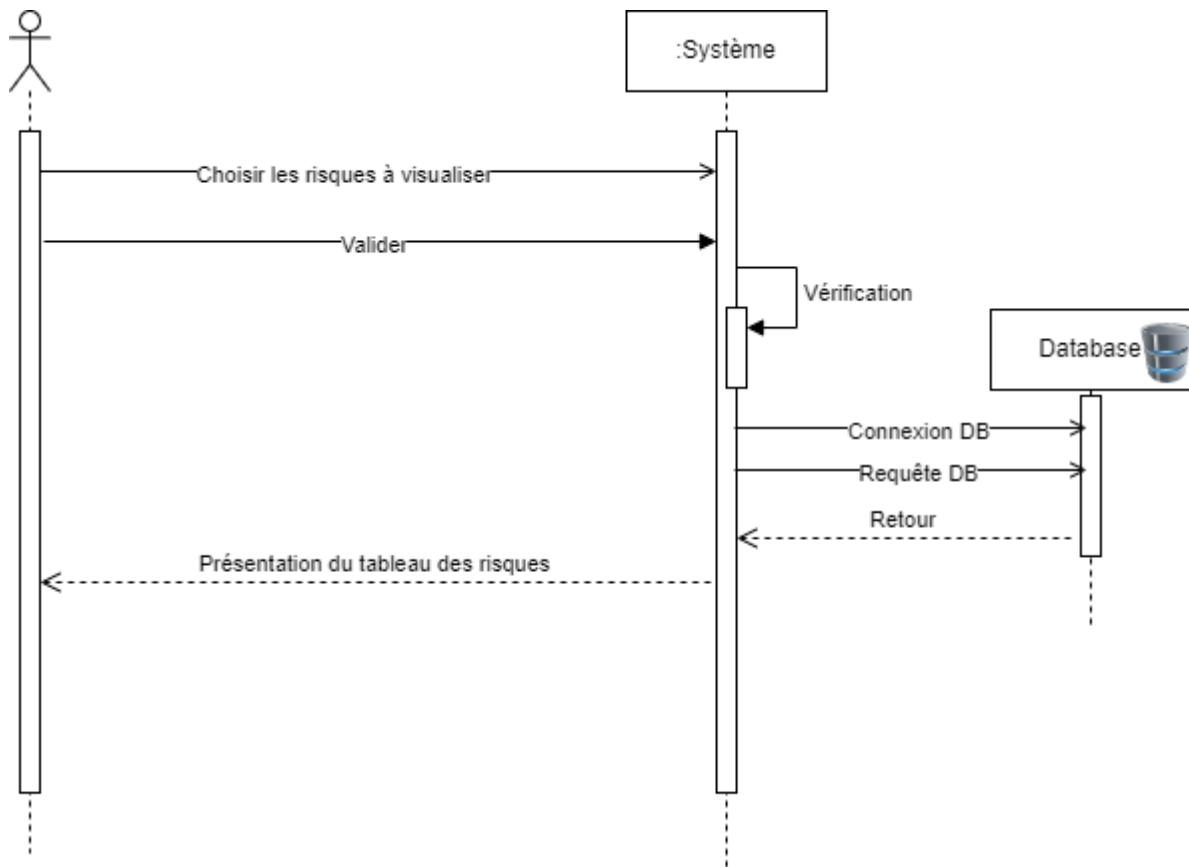 :Système
Choisir les risques à visualiser
Valider
Vérification
Database
Connexion DB
Requête DB
Retour
Présentation du tableau des risques